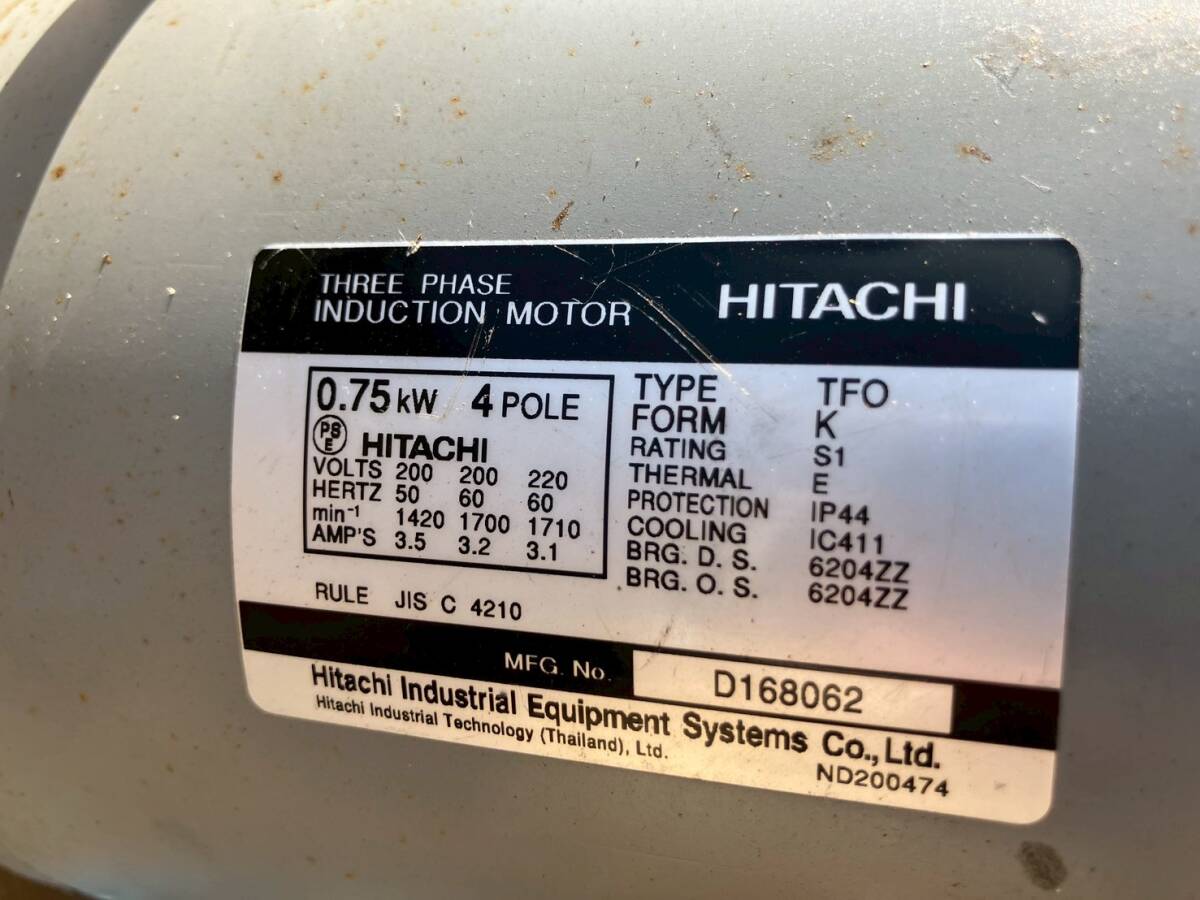 THREE PHASE
INDUCTION MOTOR
HITACHI
0.75 kW 4 POLE
PS E HITACHI
VOLTS 200 200 220
HERTZ 50 60 60
min⁻¹ 1420 1700 1710
AMP'S 3.5 3.2 3.1
TYPE TFO
FORM K
RATING S1
THERMAL E
PROTECTION IP44
COOLING IC411
BRG. D. S. 6204ZZ
BRG. O. S. 6204ZZ
RULE JIS C 4210
MFG. No. D168062
Hitachi Industrial Equipment Systems Co., Ltd.
Hitachi Industrial Technology (Thailand), Ltd.
ND200474